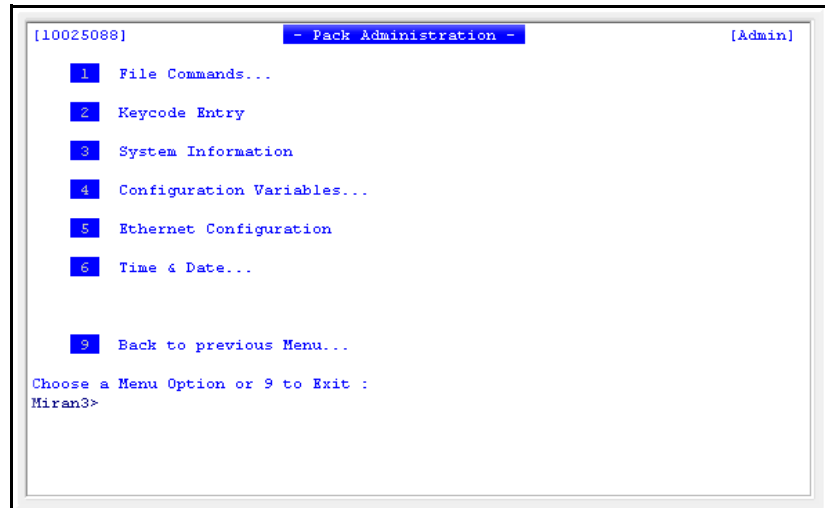 [10025088] - Pack Administration - [Admin]
1 File Commands...
2 Keycode Entry
3 System Information
4 Configuration Variables...
5 Ethernet Configuration
6 Time & Date...
9 Back to previous Menu...
Choose a Menu Option or 9 to Exit :
Miran3>